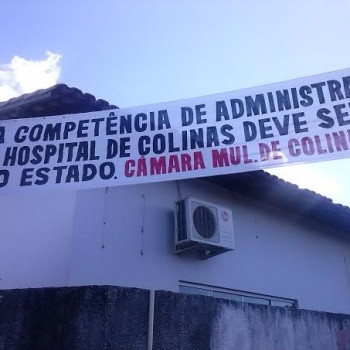 A COMPETÊNCIA DE ADMINISTRA
HOSPITAL DE COLINAS DEVE SE
O ESTADO. CÂMARA MUL. DE COLIN